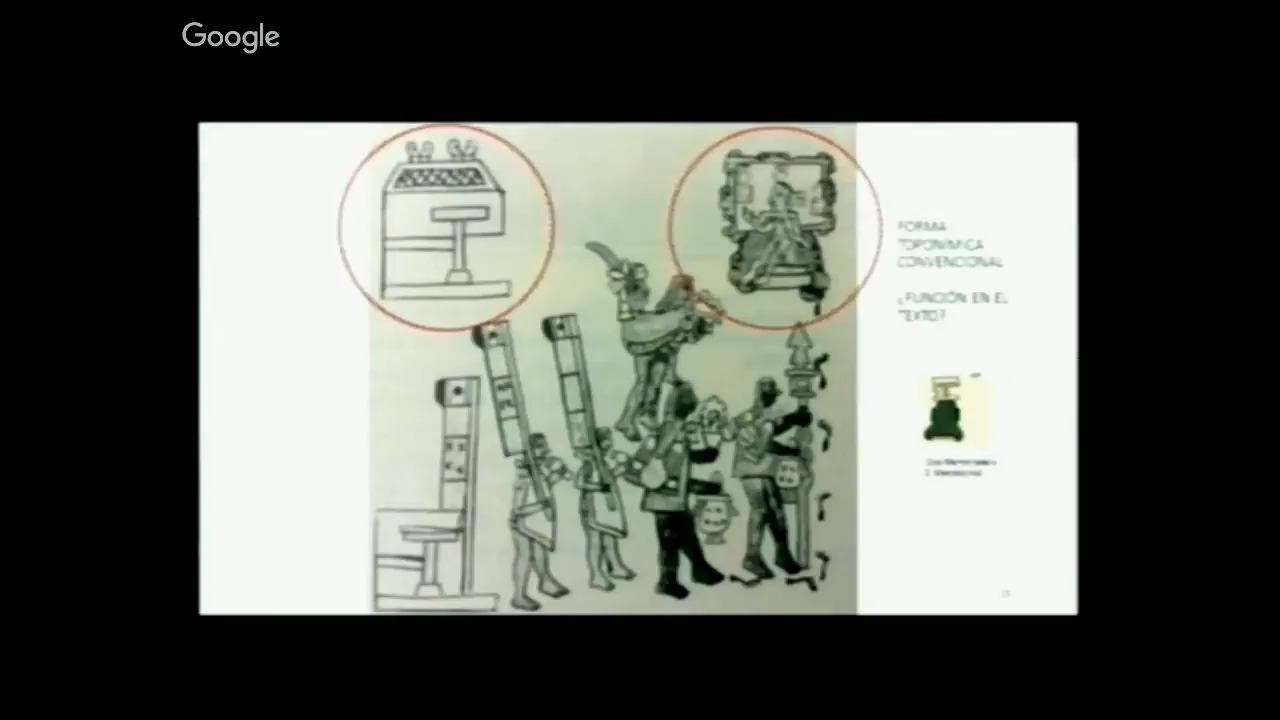 Google
FORMA
TOPONÍMICA
CONVENCIONAL
¿FUNCIÓN EN EL
TEXTO?